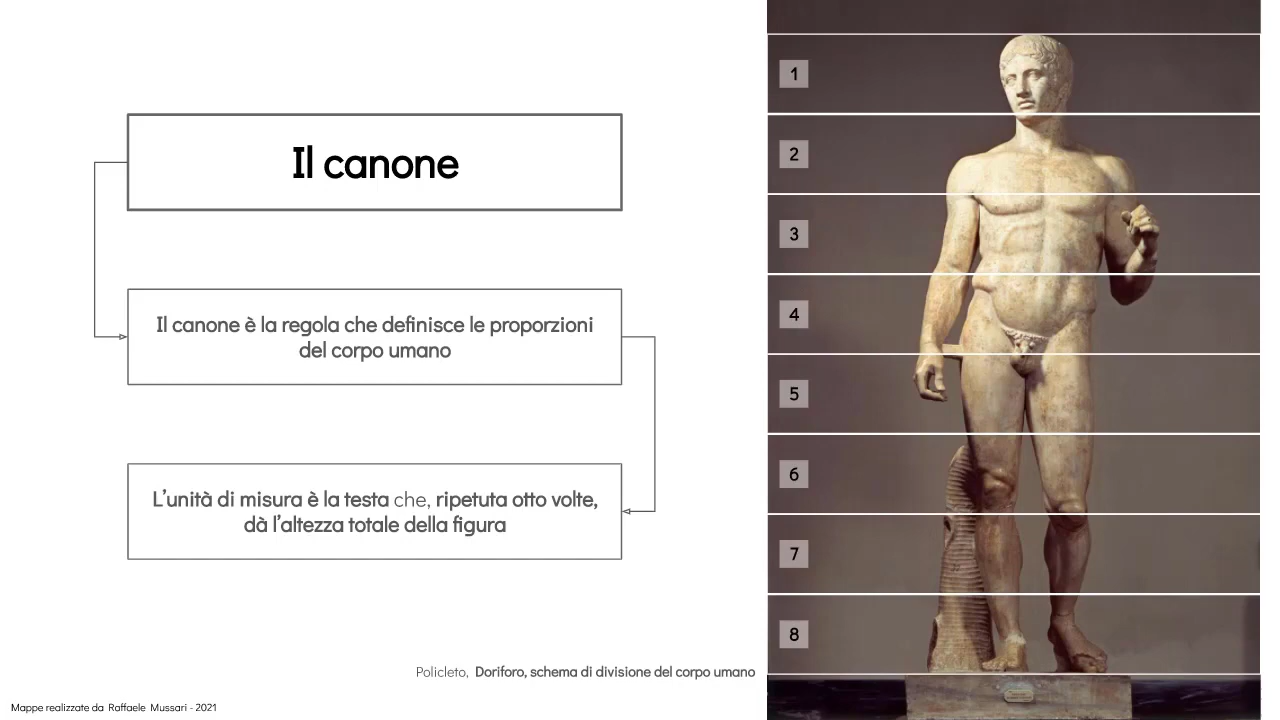 Il canone
Il canone è la regola che definisce le proporzioni
del corpo umano
L’unità di misura è la testa che, ripetuta otto volte,
dà l’altezza totale della figura
Policleto, Doriforo, schema di divisione del corpo umano
Mappe realizzate da Raffaele Mussari - 2021
1
2
3
4
5
6
7
8